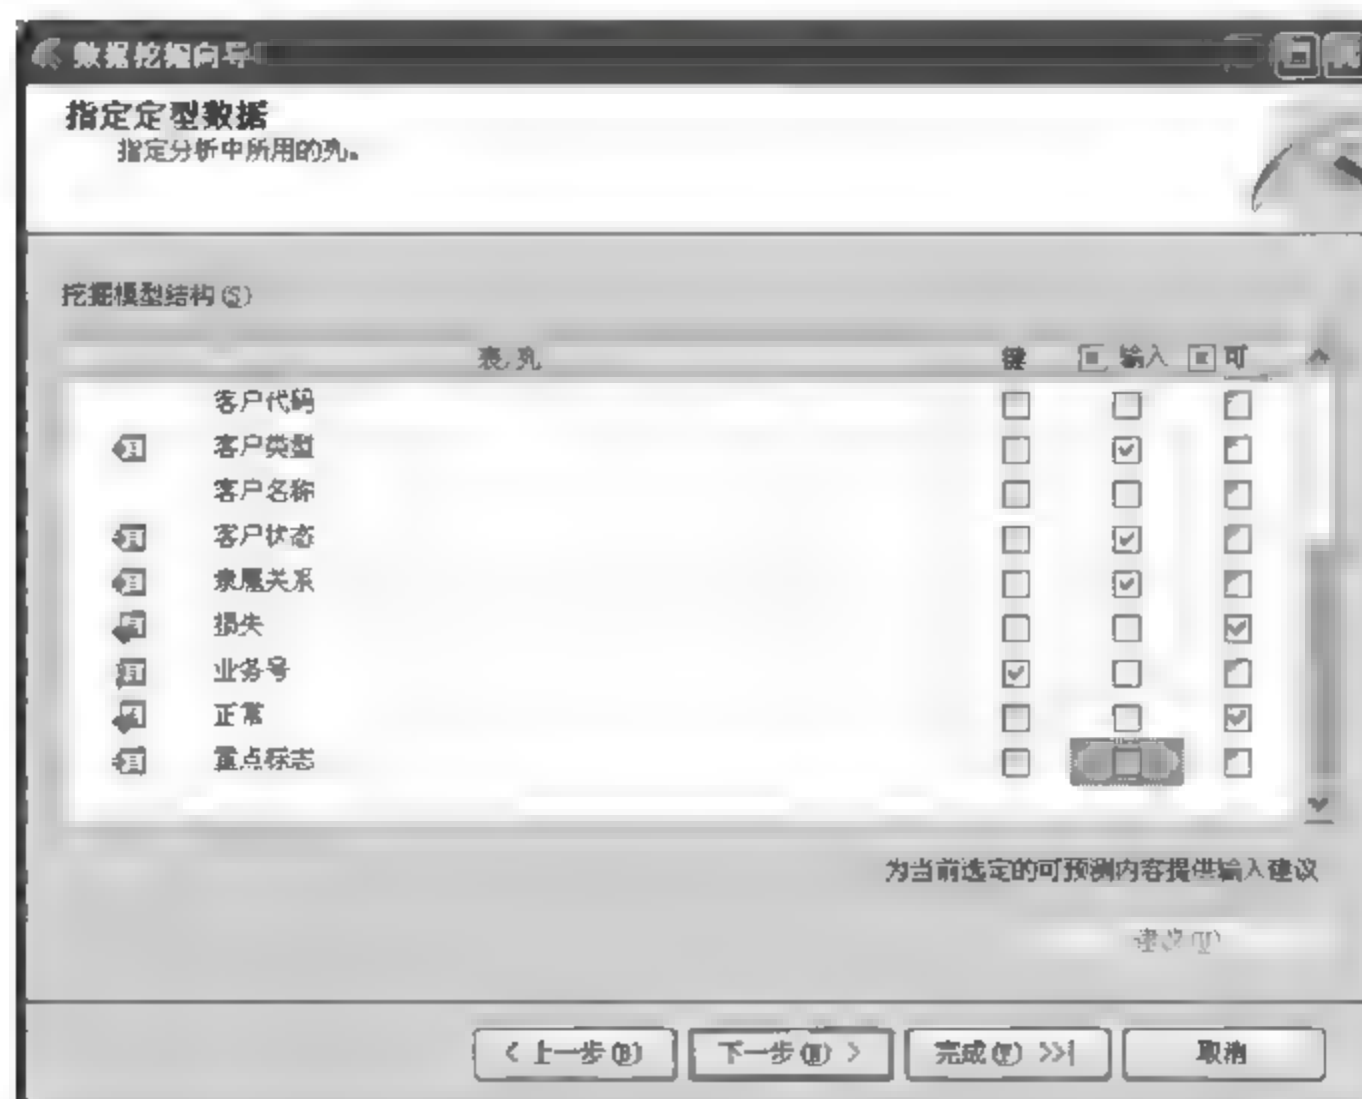 数据挖掘向导
指定定型数据
指定分析中所用的列。
挖掘模型结构(S)
表/列 键 输入 可
客户代码
客户类型
客户名称
客户状态
隶属关系
损失
业务号
正常
重点标志
为当前选定的可预测内容提供输入建议
建议(U)
< 上一步(B) 下一步(N) > 完成(F) >>| 取消